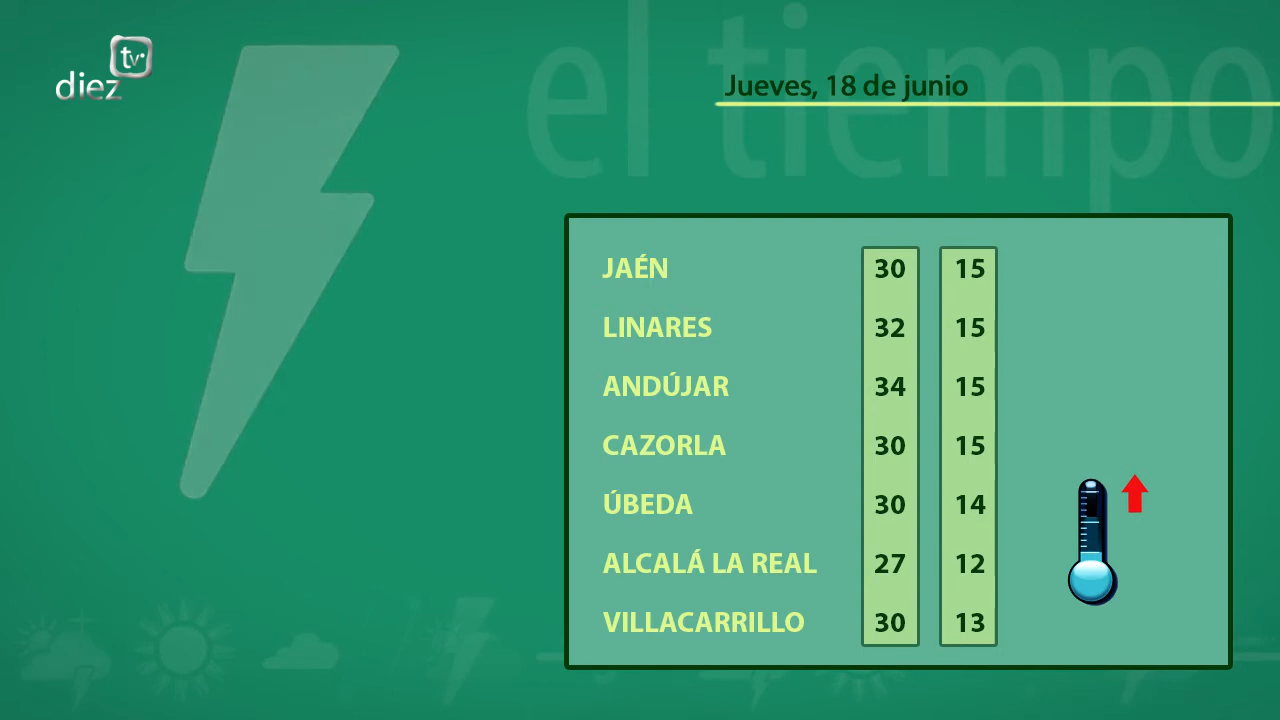 diez tv
el tiempo
Jueves, 18 de junio
JAÉN 30 15
LINARES 32 15
ANDÚJAR 34 15
CAZORLA 30 15
ÚBEDA 30 14
ALCALÁ LA REAL 27 12
VILLACARRILLO 30 13